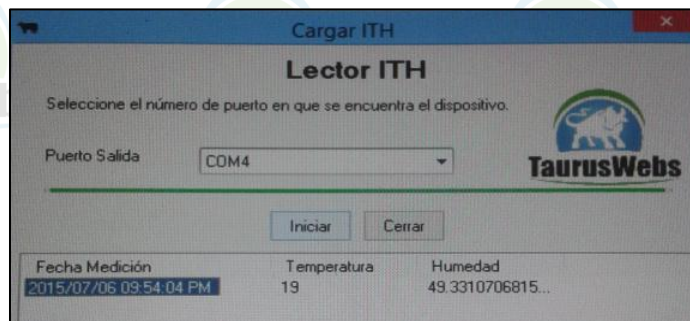 Cargar ITH
Lector ITH
Seleccione el número de puerto en que se encuentra el dispositivo.
Puerto Salida COM4
TaurusWebs
Iniciar Cerrar
Fecha Medición Temperatura Humedad
2015/07/06 09:54:04 PM 19 49.3310706815...